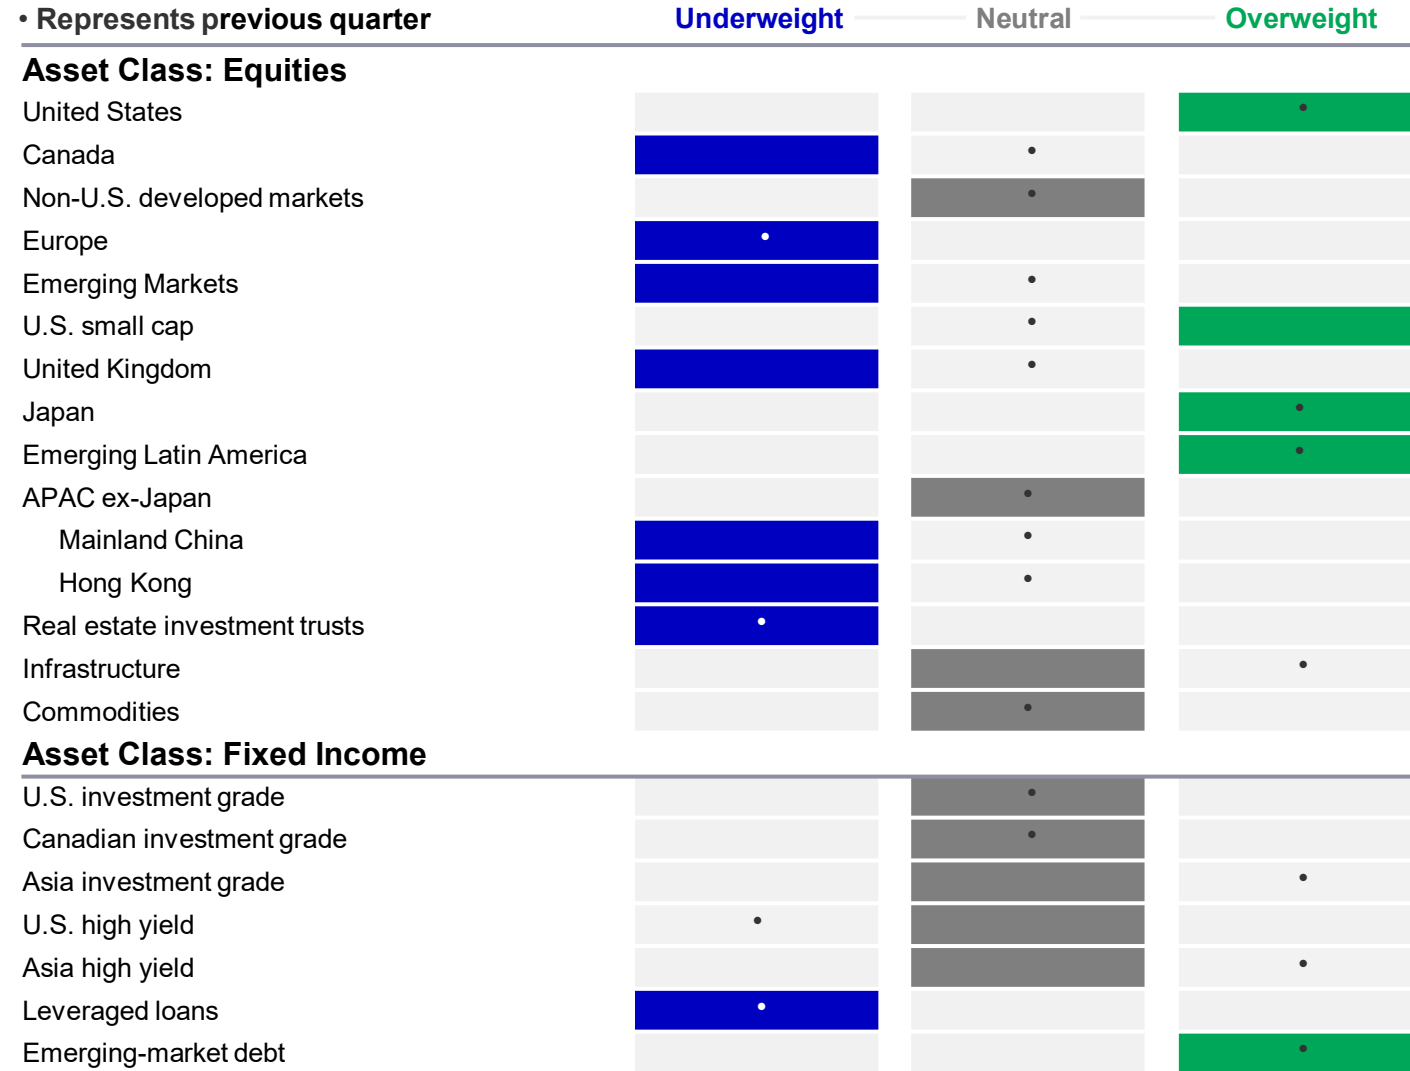 • Represents previous quarter Underweight Neutral Overweight
Asset Class: Equities
United States
Canada
Non-U.S. developed markets
Europe
Emerging Markets
U.S. small cap
United Kingdom
Japan
Emerging Latin America
APAC ex-Japan
Mainland China
Hong Kong
Real estate investment trusts
Infrastructure
Commodities
Asset Class: Fixed Income
U.S. investment grade
Canadian investment grade
Asia investment grade
U.S. high yield
Asia high yield
Leveraged loans
Emerging-market debt